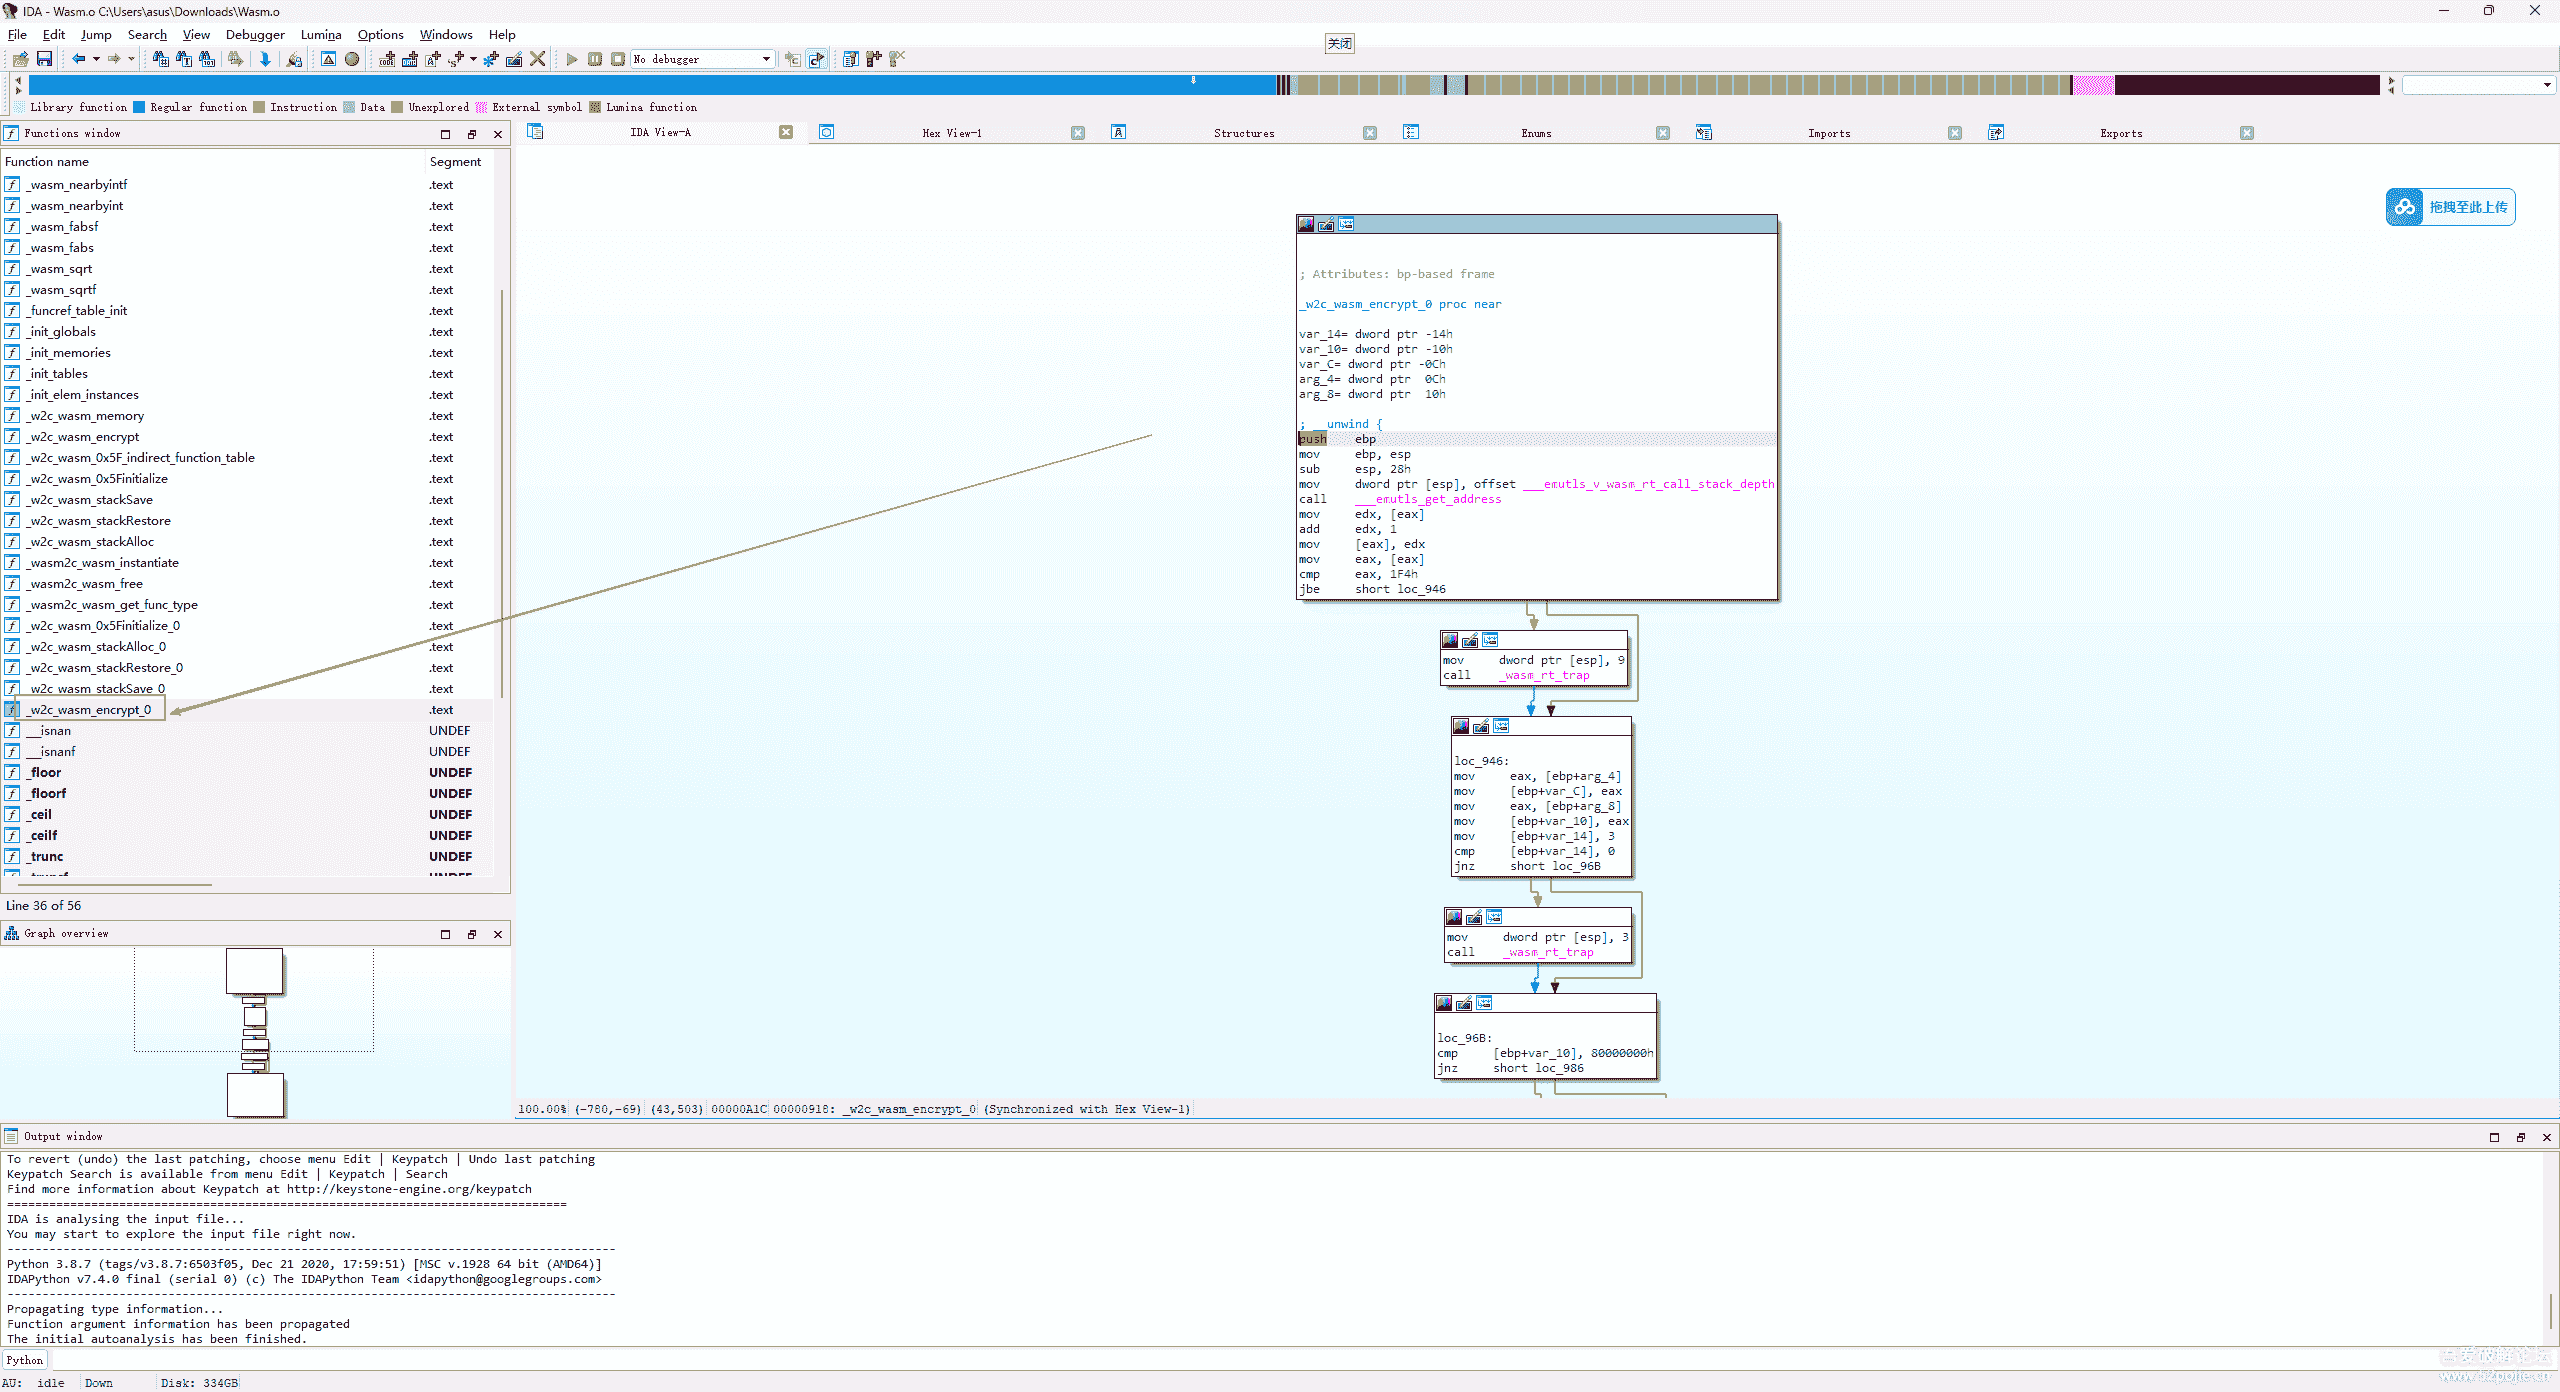 IDA - Wasm.o C:\Users\asus\Downloads\Wasm.o
File Edit Jump Search View Debugger Lumina Options Windows Help
关闭
No debugger
Library function Regular function Instruction Data Unexplored External symbol Lumina function
Functions window
IDA View-A Hex View-1 Structures Enums Imports Exports
Function name Segment
_wasm_nearbyintf .text
_wasm_nearbyint .text
_wasm_fabsf .text
_wasm_fabs .text
_wasm_sqrt .text
_wasm_sqrtf .text
_funcref_table_init .text
_init_globals .text
_init_memories .text
_init_tables .text
_init_elem_instances .text
_w2c_wasm_memory .text
_w2c_wasm_encrypt .text
_w2c_wasm_0x5F_indirect_function_table .text
_w2c_wasm_0x5Finitialize .text
_w2c_wasm_stackSave .text
_w2c_wasm_stackRestore .text
_w2c_wasm_stackAlloc .text
_wasm2c_wasm_instantiate .text
_wasm2c_wasm_free .text
_wasm2c_wasm_get_func_type .text
_w2c_wasm_0x5Finitialize_0 .text
_w2c_wasm_stackAlloc_0 .text
_w2c_wasm_stackRestore_0 .text
_w2c_wasm_stackSave_0 .text
_w2c_wasm_encrypt_0 .text
__isnan UNDEF
__isnanf UNDEF
_floor UNDEF
_floorf UNDEF
_ceil UNDEF
_ceilf UNDEF
_trunc UNDEF
Line 36 of 56
Graph overview
拖拽至此上传
; Attributes: bp-based frame
_w2c_wasm_encrypt_0 proc near
var_14= dword ptr -14h
var_10= dword ptr -10h
var_C= dword ptr -0Ch
arg_4= dword ptr  0Ch
arg_8= dword ptr  10h
; __unwind {
push ebp
mov ebp, esp
sub esp, 28h
mov dword ptr [esp], offset ___emutls_v_wasm_rt_call_stack_depth
call ___emutls_get_address
mov edx, [eax]
add edx, 1
mov [eax], edx
mov eax, [eax]
cmp eax, 1F4h
jbe short loc_946
mov dword ptr [esp], 9
call _wasm_rt_trap
loc_946:
mov eax, [ebp+arg_4]
mov [ebp+var_C], eax
mov eax, [ebp+arg_8]
mov [ebp+var_10], eax
mov [ebp+var_14], 3
cmp [ebp+var_14], 0
jnz short loc_96B
mov dword ptr [esp], 3
call _wasm_rt_trap
loc_96B:
cmp [ebp+var_10], 80000000h
jnz short loc_986
100.00% (-780,-69) (43,503) 00000A1C 00000918: _w2c_wasm_encrypt_0 (Synchronized with Hex View-1)
Output window
To revert (undo) the last patching, choose menu Edit | Keypatch | Undo last patching
Keypatch Search is available from menu Edit | Keypatch | Search
Find more information about Keypatch at http://keystone-engine.org/keypatch
================================================================================
IDA is analysing the input file...
You may start to explore the input file right now.
---------------------------------------------------------------------------------------
Python 3.8.7 (tags/v3.8.7:6503f05, Dec 21 2020, 17:59:51) [MSC v.1928 64 bit (AMD64)]
IDAPython v7.4.0 final (serial 0) (c) The IDAPython Team <idapython@googlegroups.com>
---------------------------------------------------------------------------------------
Propagating type information...
Function argument information has been propagated
The initial autoanalysis has been finished.
Python
AU: idle Down Disk: 334GB